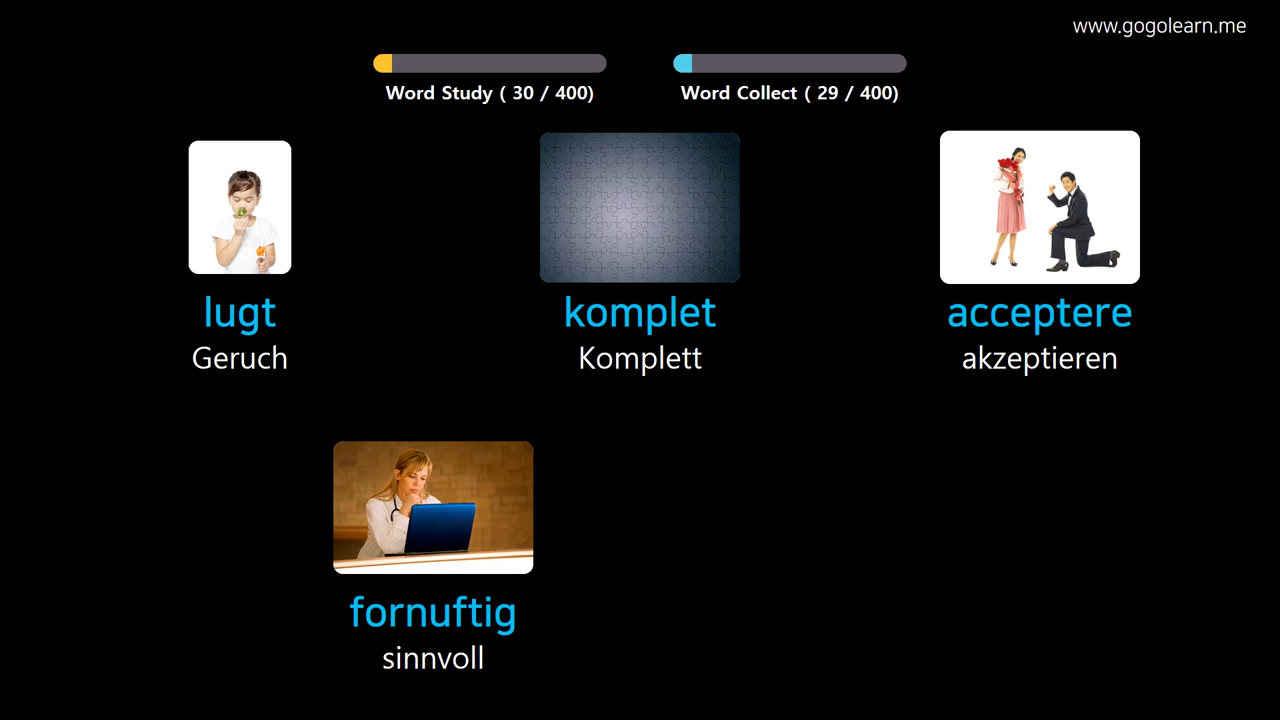 www.gogolearn.me
Word Study ( 30 / 400)
Word Collect ( 29 / 400)
lugt
Geruch
komplet
Komplett
acceptere
akzeptieren
fornuftig
sinnvoll